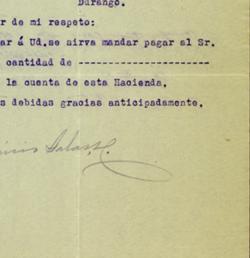 Durango.
r de mi respeto:
ar á Ud.se sirva mandar pagar al Sr.
cantidad de --------------------
la cuenta de esta Hacienda.
s debidas gracias anticipadamente.
Salas,